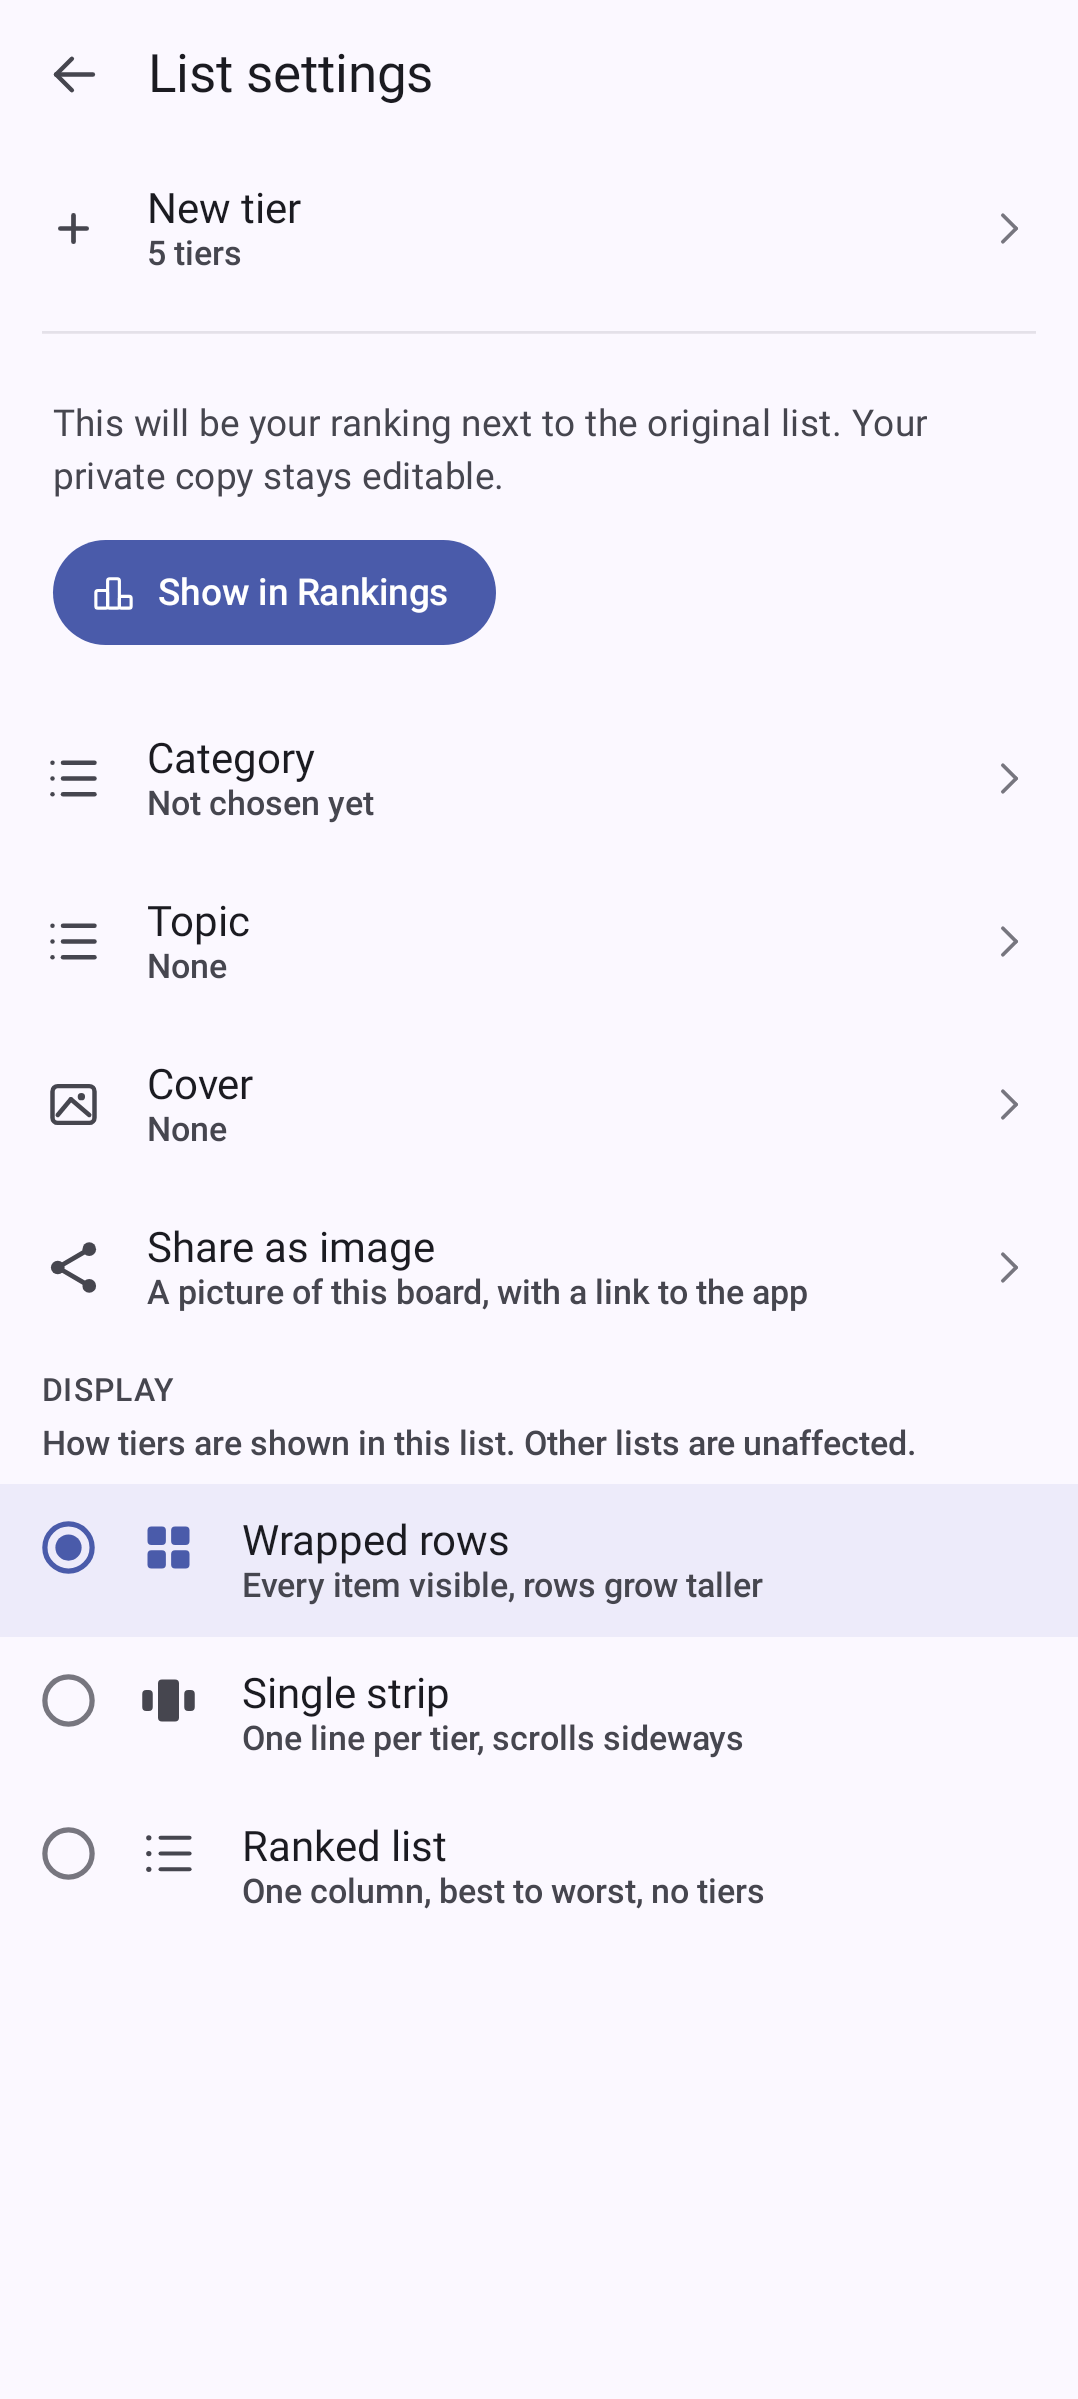 List settings
New tier
5 tiers
This will be your ranking next to the original list. Your
private copy stays editable.
Show in Rankings
Category
Not chosen yet
Topic
None
Cover
None
Share as image
A picture of this board, with a link to the app
DISPLAY
How tiers are shown in this list. Other lists are unaffected.
Wrapped rows
Every item visible, rows grow taller
Single strip
One line per tier, scrolls sideways
Ranked list
One column, best to worst, no tiers